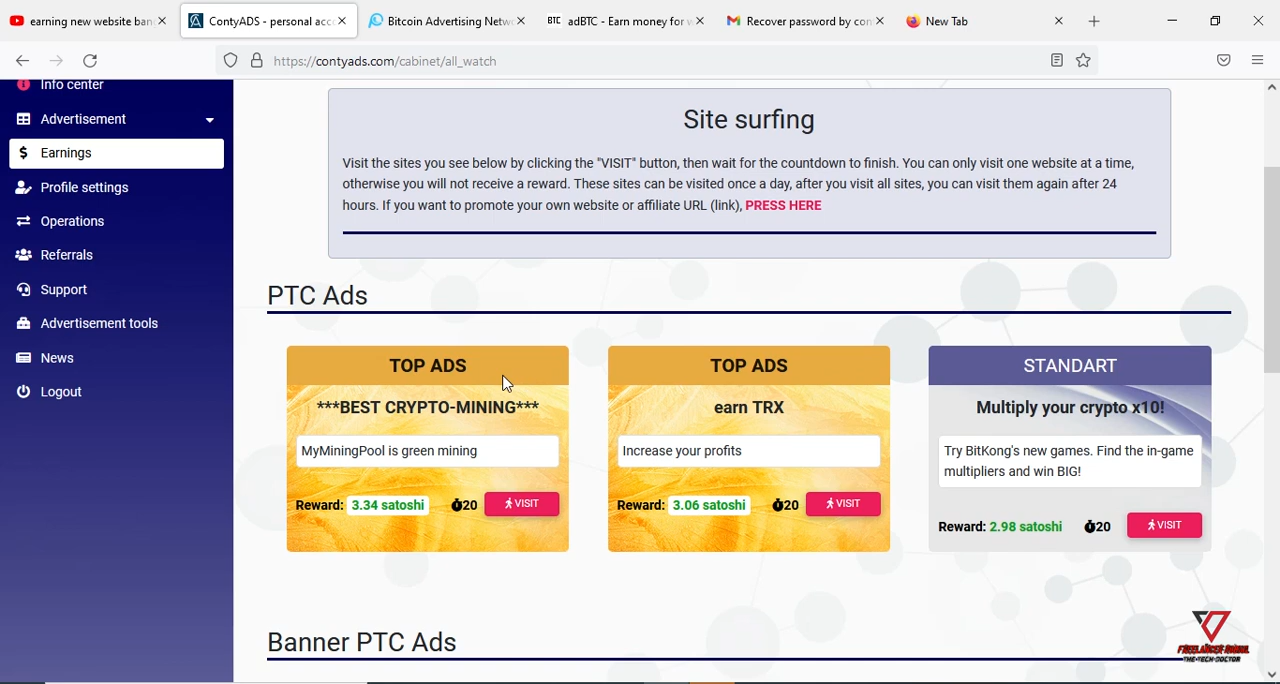 earning new website ban
ContyADS - personal acc
Bitcoin Advertising Netw
BTC adBTC - Earn money for w
Recover password by con
New Tab
https://contyads.com/cabinet/all_watch
Info center
Advertisement
$ Earnings
Profile settings
Operations
Referrals
Support
Advertisement tools
News
Logout
Site surfing
Visit the sites you see below by clicking the "VISIT" button, then wait for the countdown to finish. You can only visit one website at a time,
otherwise you will not receive a reward. These sites can be visited once a day, after you visit all sites, you can visit them again after 24
hours. If you want to promote your own website or affiliate URL (link), PRESS HERE
PTC Ads
TOP ADS
***BEST CRYPTO-MINING***
MyMiningPool is green mining
Reward: 3.34 satoshi 20 VISIT
TOP ADS
earn TRX
Increase your profits
Reward: 3.06 satoshi 20 VISIT
STANDART
Multiply your crypto x10!
Try BitKong's new games. Find the in-game
multipliers and win BIG!
Reward: 2.98 satoshi 20 VISIT
Banner PTC Ads
THE-TECH-DOCTOR